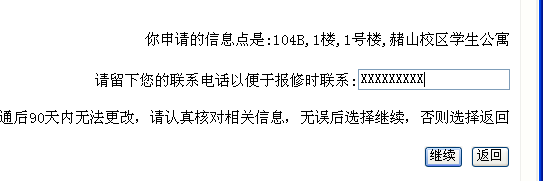 你申请的信息点是:104B,1楼,1号楼,赭山校区学生公寓
请留下您的联系电话以便于报修时联系:XXXXXXXXX
通后90天内无法更改，请认真核对相关信息，无误后选择继续，否则选择返回
继续 返回